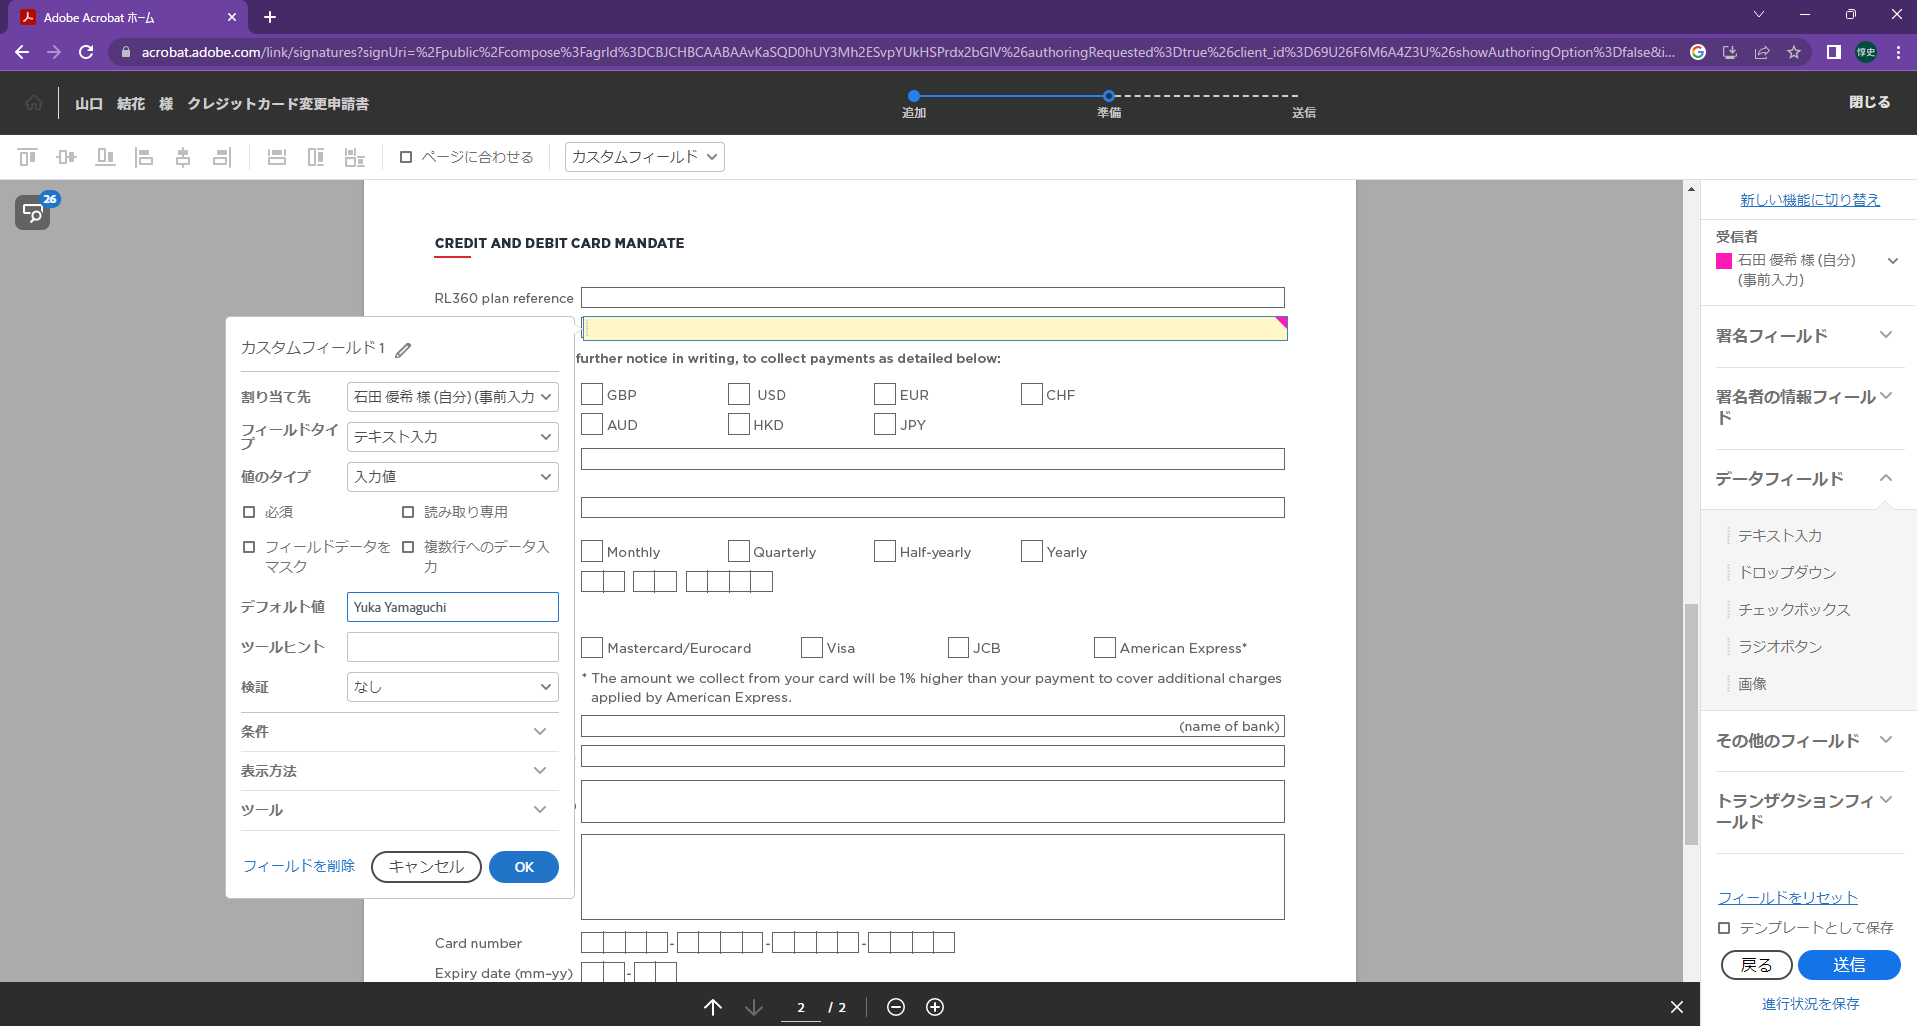 Adobe Acrobat ホーム
acrobat.adobe.com/link/signatures?signUri=%2Fpublic%2Fcompose%3FagrId%3DCBJCHBCAABAAvKaSQD0hUY3Mh2ESvpYUkHSPrdx2bGIV%26authoringRequested%3Dtrue%26client_id%3D69U26F6M6A4Z3U%26showAuthoringOption%3Dfalse&i...
惇史
山口 結花 様 クレジットカード変更申請書
追加
準備
送信
閉じる
ページに合わせる
カスタムフィールド
26
CREDIT AND DEBIT CARD MANDATE
RL360 plan reference
further notice in writing, to collect payments as detailed below:
GBP USD EUR CHF
AUD HKD JPY
Monthly Quarterly Half-yearly Yearly
Mastercard/Eurocard Visa JCB American Express*
* The amount we collect from your card will be 1% higher than your payment to cover additional charges
applied by American Express.
(name of bank)
Card number
Expiry date (mm-yy)
カスタムフィールド 1
割り当て先 石田 優希 様 (自分) (事前入力
フィールドタイ
プ
テキスト入力
値のタイプ 入力値
必須 読み取り専用
フィールドデータを
マスク
複数行へのデータ入
力
デフォルト値 Yuka Yamaguchi
ツールヒント
検証 なし
条件
表示方法
ツール
フィールドを削除 キャンセル OK
新しい機能に切り替え
受信者
石田 優希 様 (自分)
(事前入力)
署名フィールド
署名者の情報フィール
ド
データフィールド
テキスト入力
ドロップダウン
チェックボックス
ラジオボタン
画像
その他のフィールド
トランザクションフィ
ールド
フィールドをリセット
テンプレートとして保存
戻る 送信
進行状況を保存
2 / 2